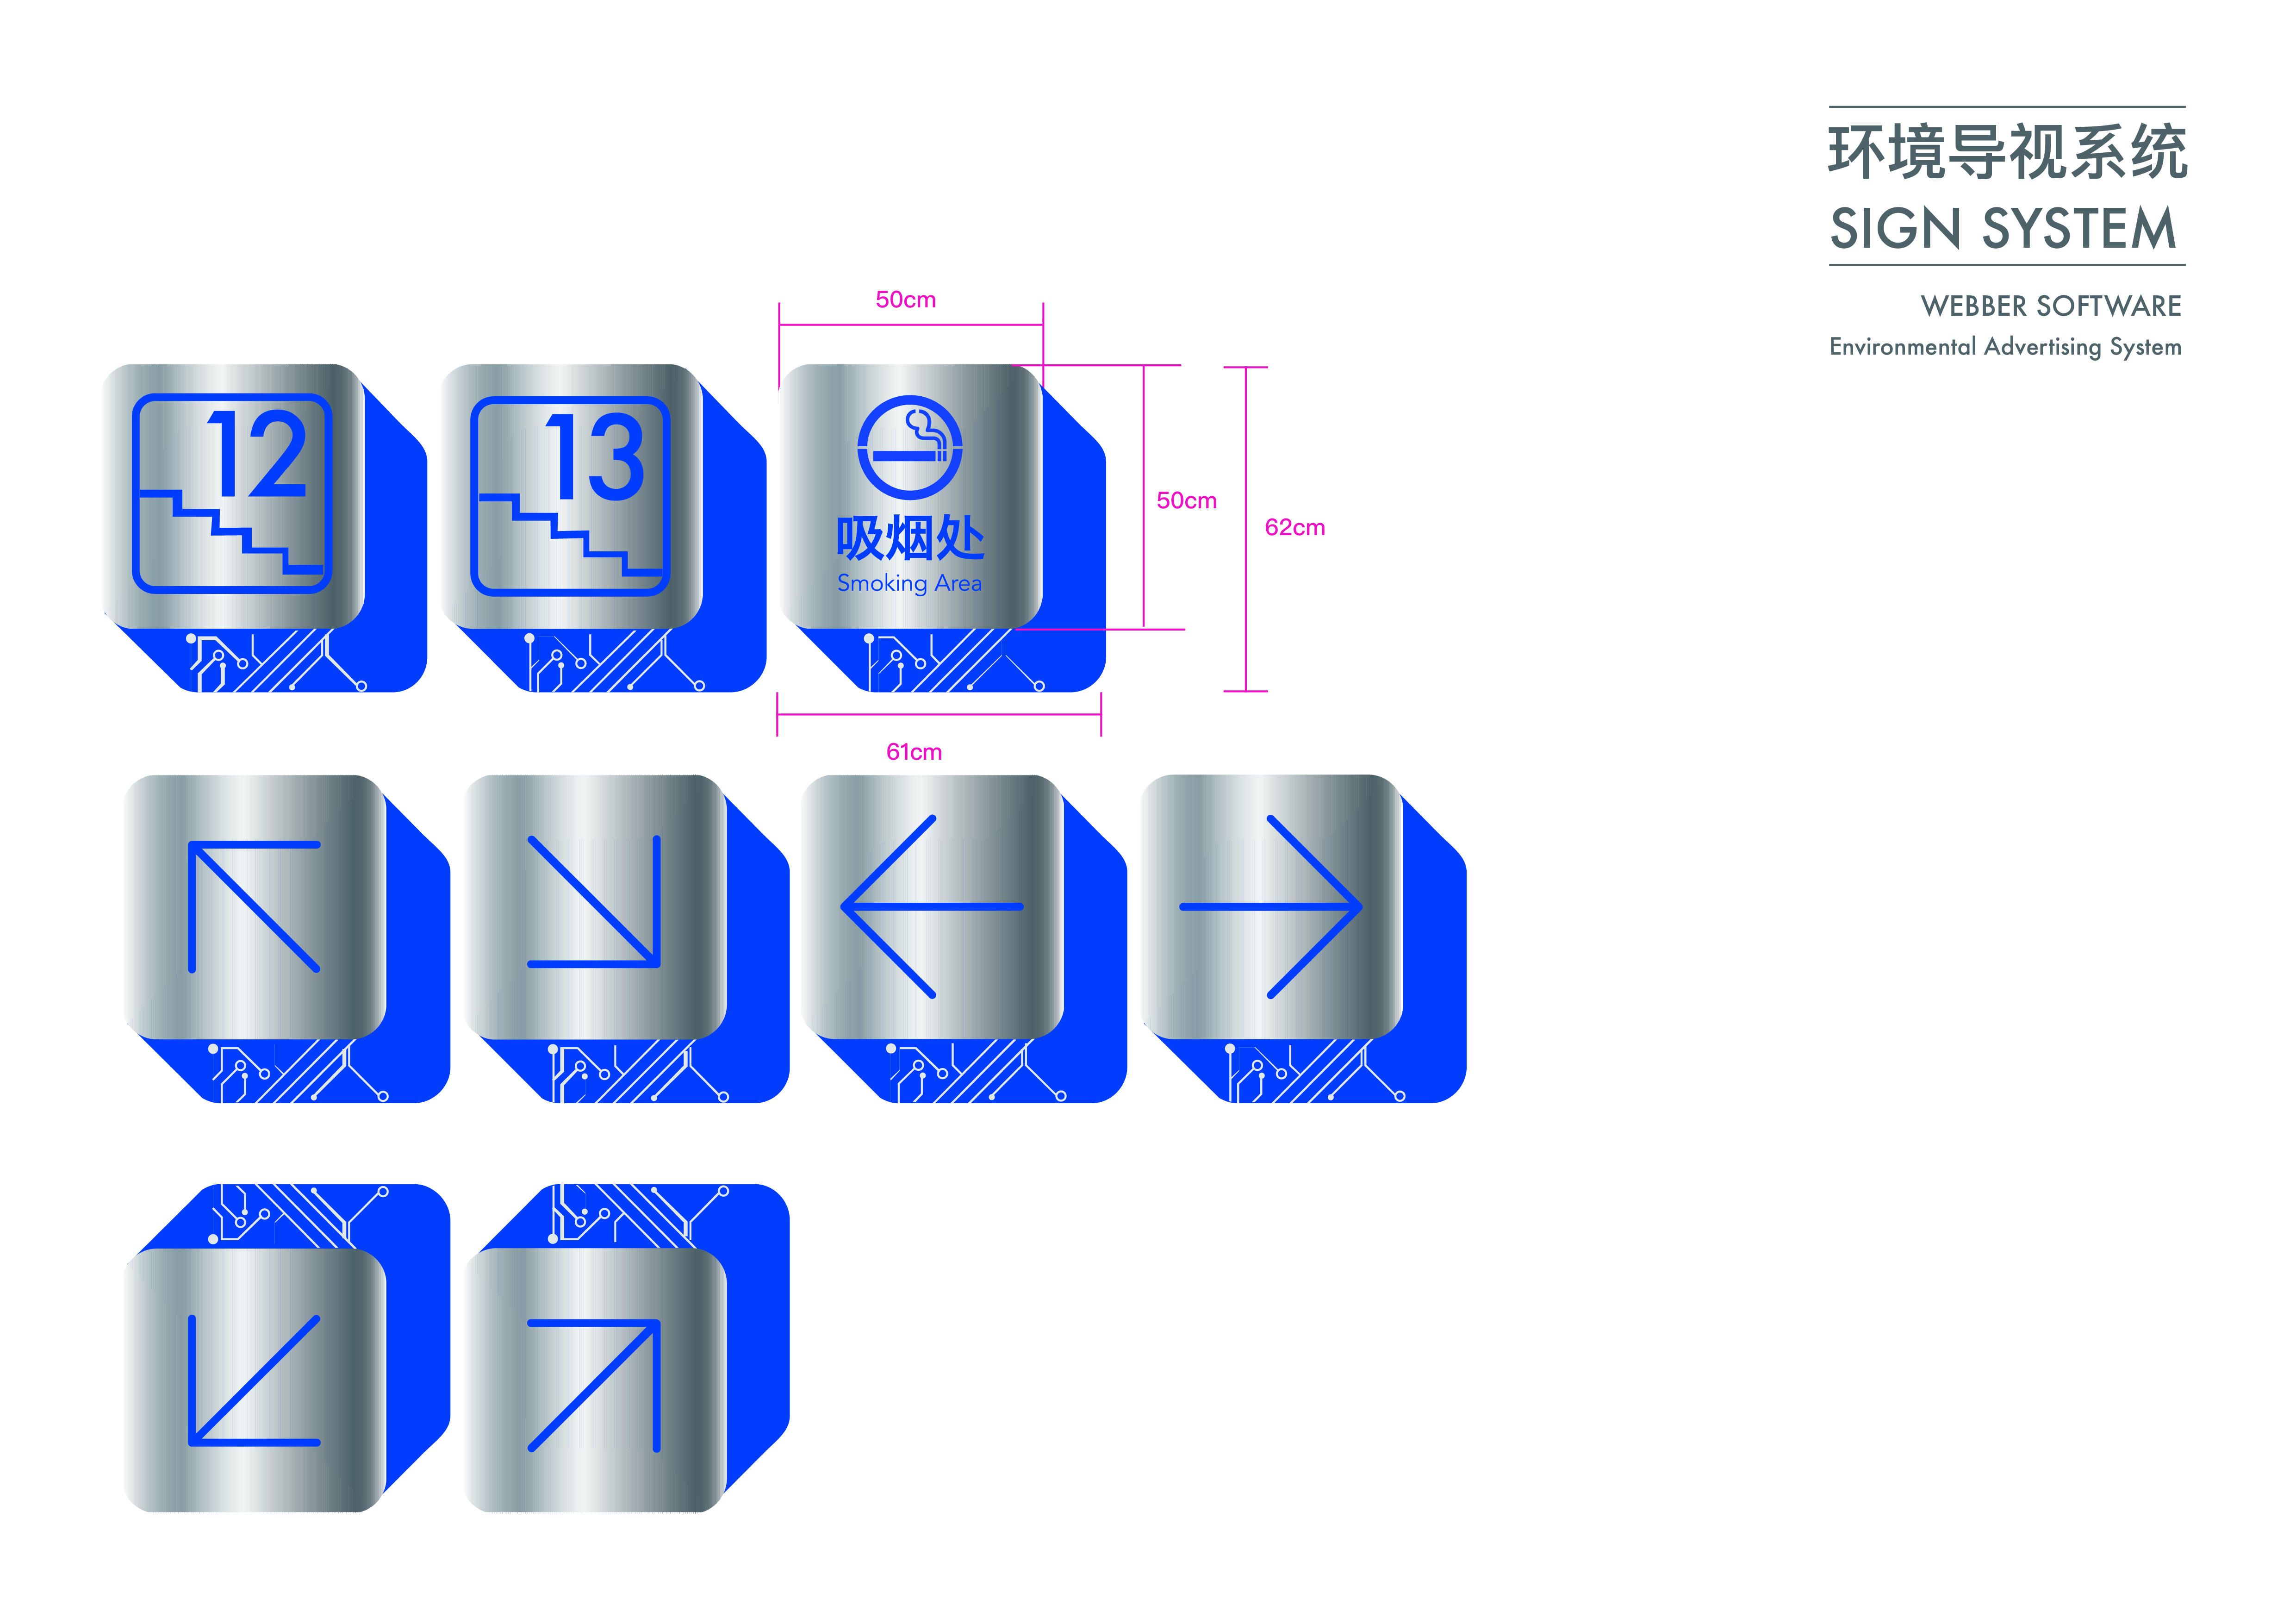 环境导视系统
SIGN SYSTEM
WEBBER SOFTWARE
Environmental Advertising System
50cm
12
13
吸烟处
Smoking Area
50cm
62cm
61cm